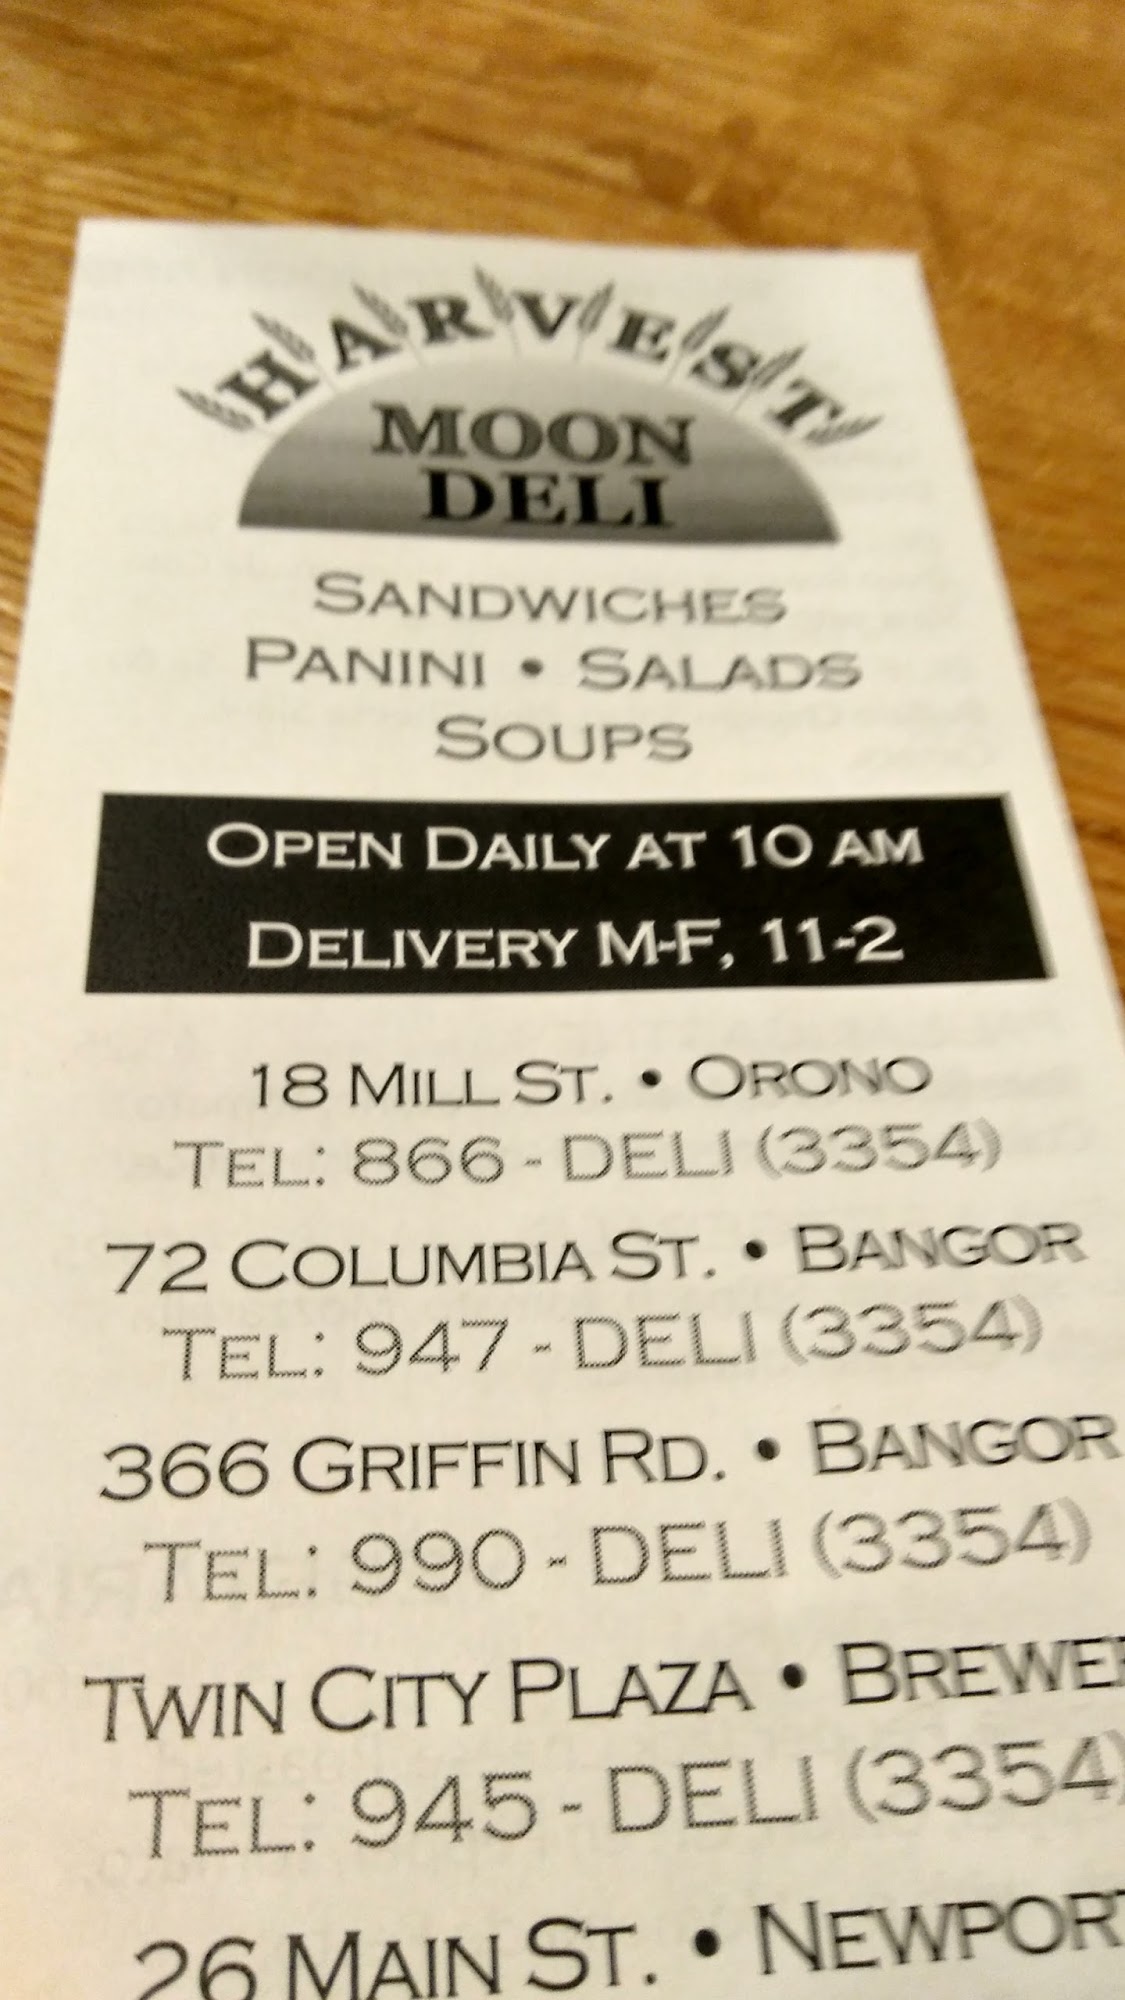 HARVEST
MOON
DELI
SANDWICHES
PANINI • SALADS
SOUPS
OPEN DAILY AT 10 AM
DELIVERY M-F, 11-2
18 MILL ST. • ORONO
TEL: 866 - DELI (3354)
72 COLUMBIA ST. • BANGOR
TEL: 947 - DELI (3354)
366 GRIFFIN RD. • BANGOR
TEL: 990 - DELI (3354)
TWIN CITY PLAZA • BREWER
TEL: 945 - DELI (3354)
26 MAIN ST. • NEWPORT